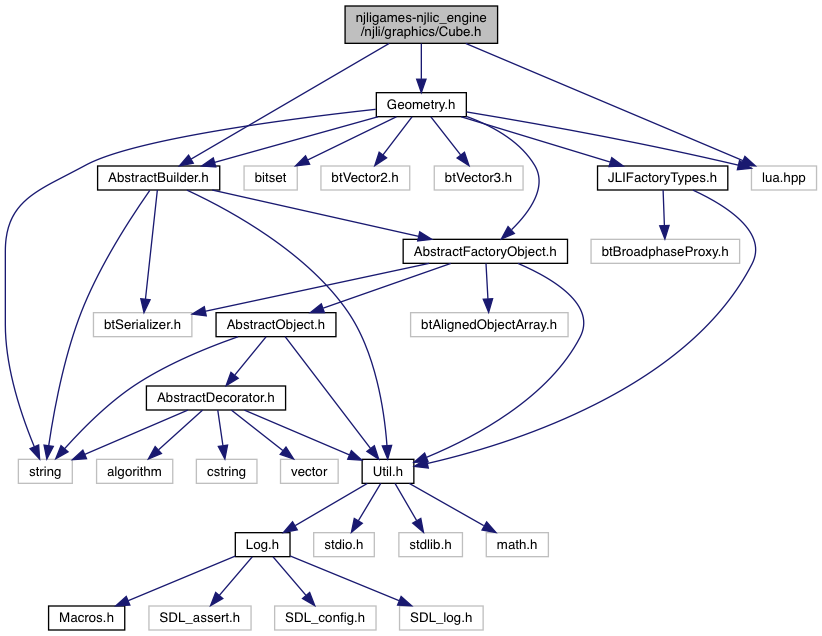 njligames-njlic_engine
/njli/graphics/Cube.h
Geometry.h
AbstractBuilder.h
bitset
btVector2.h
btVector3.h
JLIFactoryTypes.h
lua.hpp
AbstractFactoryObject.h
btBroadphaseProxy.h
btSerializer.h
AbstractObject.h
btAlignedObjectArray.h
AbstractDecorator.h
string
algorithm
cstring
vector
Util.h
Log.h
stdio.h
stdlib.h
math.h
Macros.h
SDL_assert.h
SDL_config.h
SDL_log.h